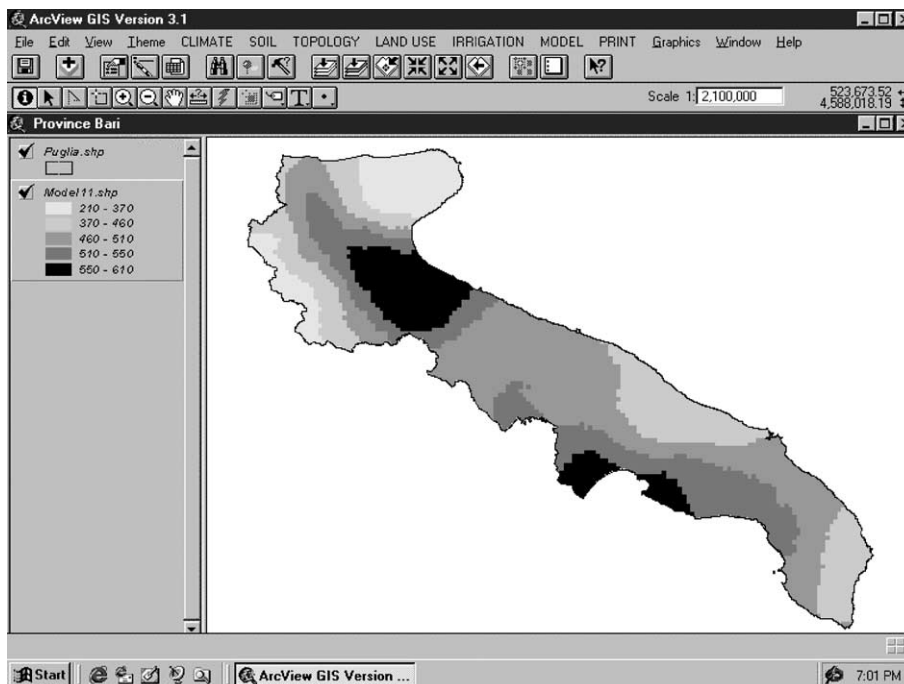 ArcView GIS Version 3.1
File Edit View Theme CLIMATE SOIL TOPOLOGY LAND USE IRRIGATION MODEL PRINT Graphics Window Help
Scale 1: 2,100,000
523,673.52
4,588,018.19
Province Bari
Puglia.shp
Model11.shp
210 - 370
370 - 460
460 - 510
510 - 550
550 - 610
Start
ArcView GIS Version ...
7:01 PM